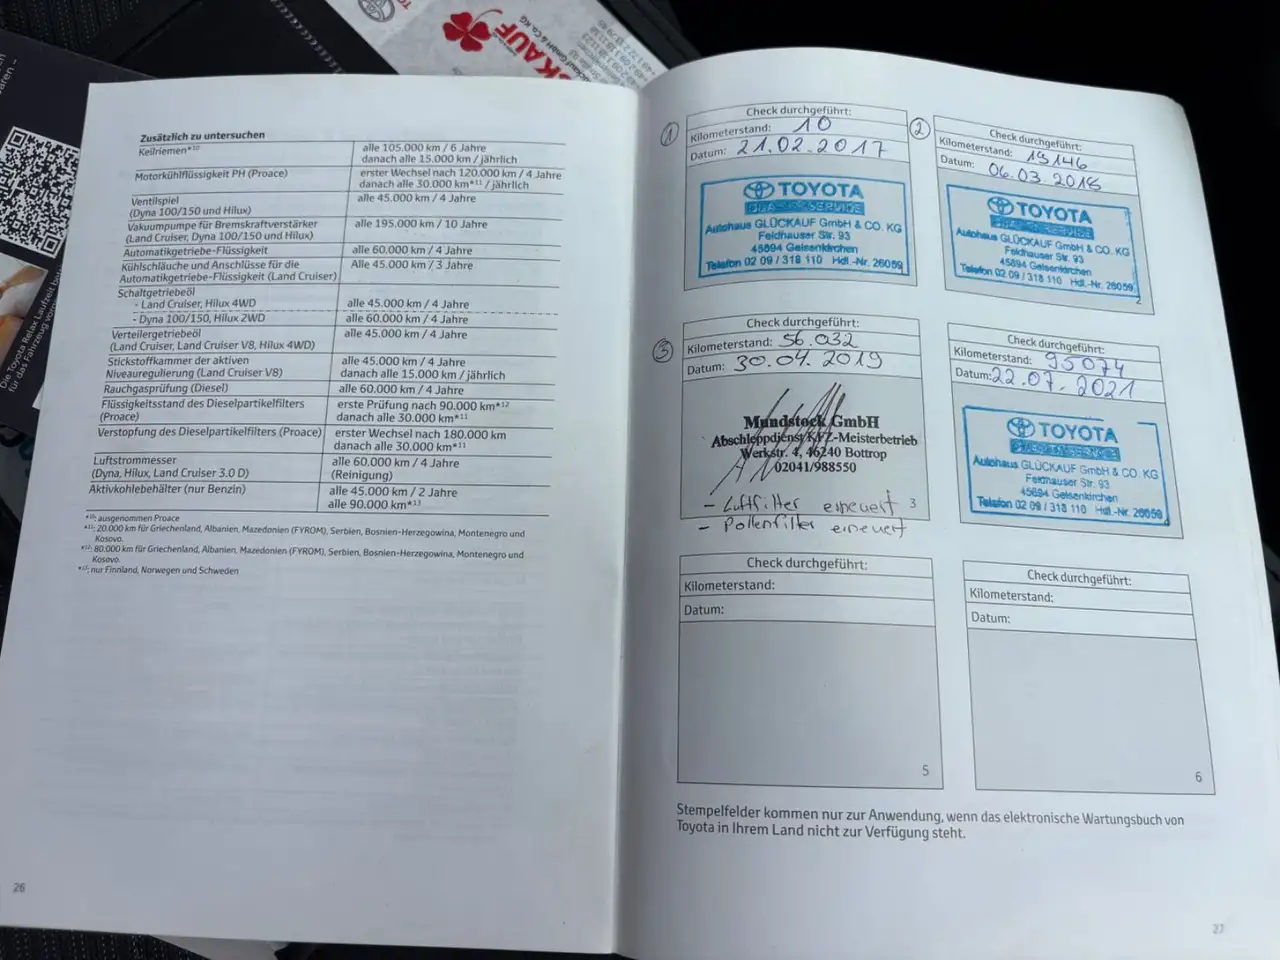 GLÜCKAUF
Zusätzlich zu untersuchen
Keilriemen*10
alle 105.000 km / 6 Jahre
danach alle 15.000 km / jährlich
Motorkühlflüssigkeit PH (Proace)
erster Wechsel nach 120.000 km / 4 Jahre
danach alle 30.000 km*11 / jährlich
Ventilspiel
(Dyna 100/150 und Hilux)
alle 45.000 km / 4 Jahre
Vakuumpumpe für Bremskraftverstärker
(Land Cruiser, Dyna 100/150 und Hilux)
alle 195.000 km / 10 Jahre
Automatikgetriebe-Flüssigkeit
alle 60.000 km / 4 Jahre
Kühlschläuche und Anschlüsse für die
Automatikgetriebe-Flüssigkeit (Land Cruiser)
Alle 45.000 km / 3 Jahre
Schaltgetriebeöl
- Land Cruiser, Hilux 4WD
alle 45.000 km / 4 Jahre
- Dyna 100/150, Hilux 2WD
alle 60.000 km / 4 Jahre
Verteilergetriebeöl
(Land Cruiser, Land Cruiser V8, Hilux 4WD)
alle 45.000 km / 4 Jahre
Stickstoffkammer der aktiven
Niveauregulierung (Land Cruiser V8)
alle 45.000 km / 4 Jahre
danach alle 15.000 km / jährlich
Rauchgasprüfung (Diesel)
alle 60.000 km / 4 Jahre
Flüssigkeitsstand des Dieselpartikelfilters
(Proace)
erste Prüfung nach 90.000 km*12
danach alle 30.000 km*11
Verstopfung des Dieselpartikelfilters (Proace)
erster Wechsel nach 180.000 km
danach alle 30.000 km*11
Luftstrommesser
(Dyna, Hilux, Land Cruiser 3.0 D)
alle 60.000 km / 4 Jahre
(Reinigung)
Aktivkohlebehälter (nur Benzin)
alle 45.000 km / 2 Jahre
alle 90.000 km*13
*10: ausgenommen Proace
*11: 20.000 km für Griechenland, Albanien, Mazedonien (FYROM), Serbien, Bosnien-Herzegowina, Montenegro und
Kosovo.
*12: 80.000 km für Griechenland, Albanien, Mazedonien (FYROM), Serbien, Bosnien-Herzegowina, Montenegro und
Kosovo.
*13: nur Finnland, Norwegen und Schweden
26
1
Check durchgeführt:
Kilometerstand: 10
Datum: 21.02.2017
TOYOTA
Autohaus GLÜCKAUF GmbH & CO. KG
Feldhauser Str. 93
45894 Gelsenkirchen
Telefon 02 09 / 318 110 Hdl.-Nr. 26059
2
Check durchgeführt:
Kilometerstand: 19146
Datum: 06.03.2018
TOYOTA
Autohaus GLÜCKAUF GmbH & CO. KG
Feldhauser Str. 93
45894 Gelsenkirchen
Telefon 02 09 / 318 110 Hdl.-Nr. 26059
2
3
Check durchgeführt:
Kilometerstand: 56.032
Datum: 30.04.2019
Mundstock GmbH
Abschleppdienst KFZ-Meisterbetrieb
Werkstr. 4, 46240 Bottrop
02041/988550
- Luftfilter erneuert 3
- Pollenfilter erneuert
Check durchgeführt:
Kilometerstand: 95074
Datum: 22.07.2021
TOYOTA
Autohaus GLÜCKAUF GmbH & CO. KG
Feldhauser Str. 93
45894 Gelsenkirchen
Telefon 02 09 / 318 110 Hdl.-Nr. 26059
Check durchgeführt:
Kilometerstand:
Datum:
5
Check durchgeführt:
Kilometerstand:
Datum:
6
Stempelfelder kommen nur zur Anwendung, wenn das elektronische Wartungsbuch von
Toyota in Ihrem Land nicht zur Verfügung steht.
27